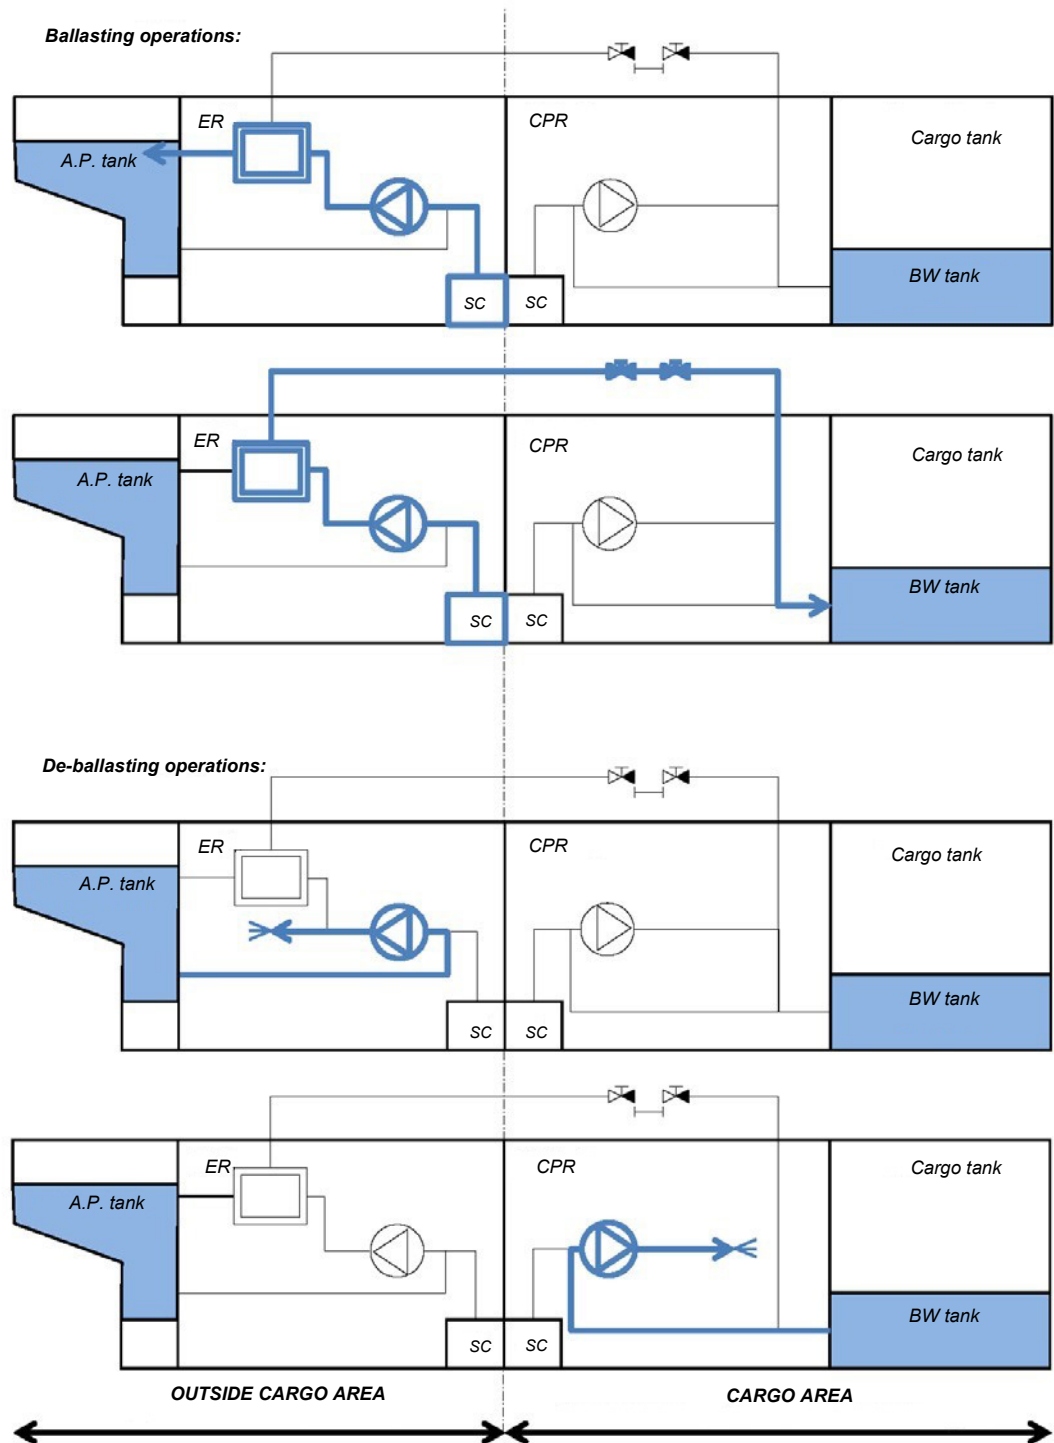 Ballasting operations:
ER
CPR
Cargo tank
A.P. tank
BW tank
SC
SC
ER
CPR
Cargo tank
A.P. tank
BW tank
SC
SC
De-ballasting operations:
ER
CPR
Cargo tank
A.P. tank
BW tank
SC
SC
ER
CPR
Cargo tank
A.P. tank
BW tank
SC
SC
OUTSIDE CARGO AREA
CARGO AREA